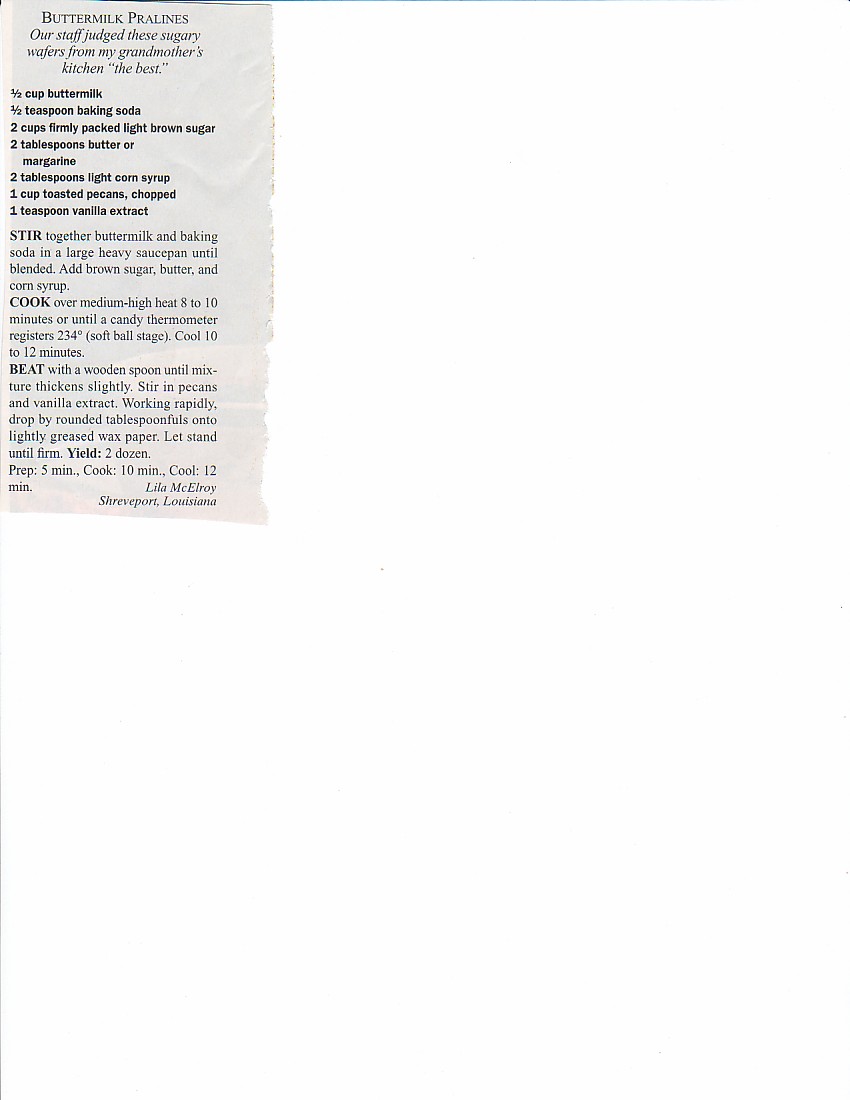 BUTTERMILK PRALINES
Our staff judged these sugary
wafers from my grandmother's
kitchen “the best.”
½ cup buttermilk
½ teaspoon baking soda
2 cups firmly packed light brown sugar
2 tablespoons butter or
margarine
2 tablespoons light corn syrup
1 cup toasted pecans, chopped
1 teaspoon vanilla extract
STIR together buttermilk and baking
soda in a large heavy saucepan until
blended. Add brown sugar, butter, and
corn syrup.
COOK over medium-high heat 8 to 10
minutes or until a candy thermometer
registers 234° (soft ball stage). Cool 10
to 12 minutes.
BEAT with a wooden spoon until mix-
ture thickens slightly. Stir in pecans
and vanilla extract. Working rapidly,
drop by rounded tablespoonfuls onto
lightly greased wax paper. Let stand
until firm. Yield: 2 dozen.
Prep: 5 min., Cook: 10 min., Cool: 12
min. Lila McElroy
Shreveport, Louisiana